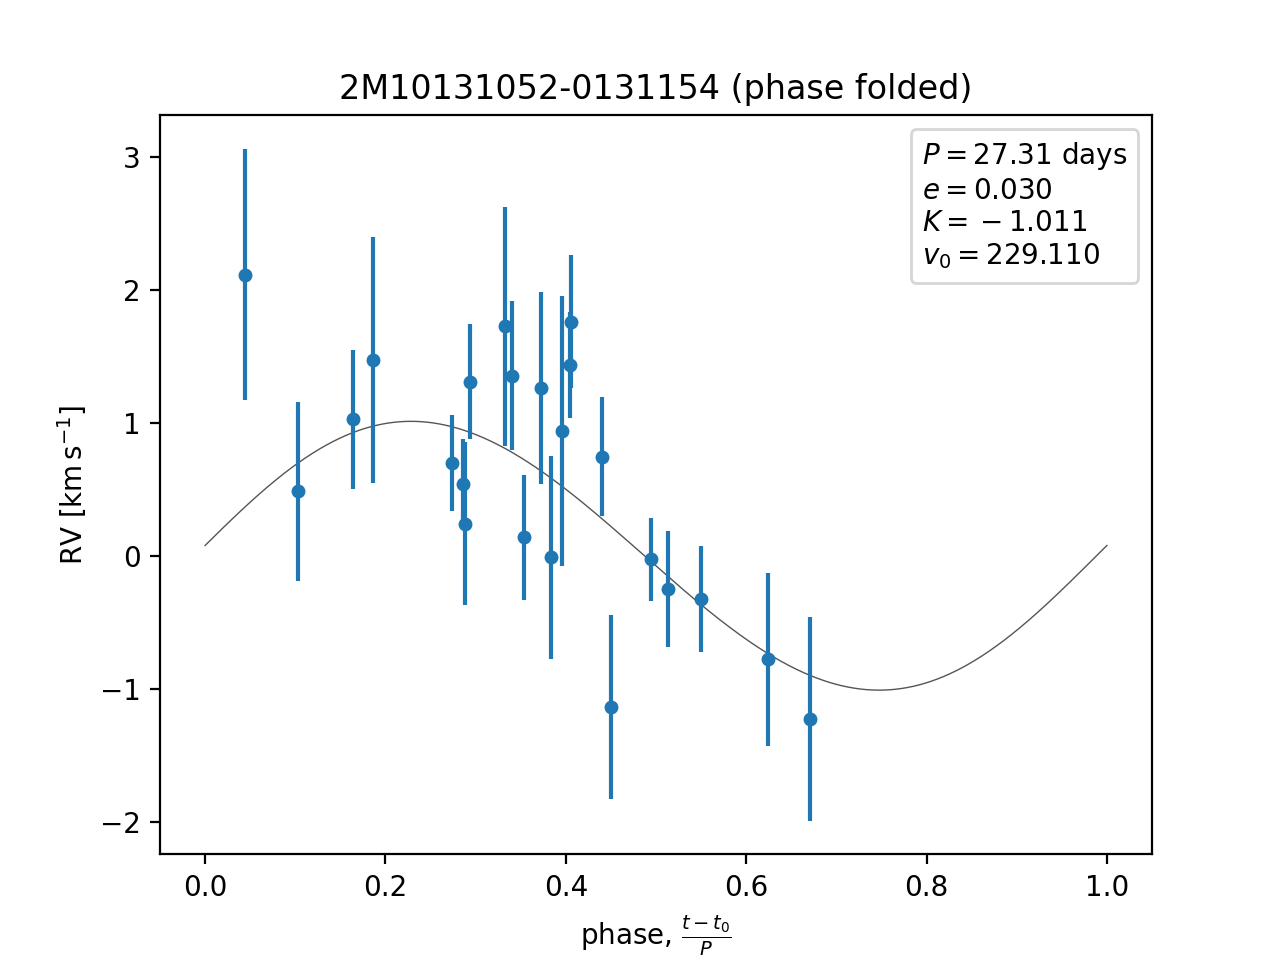 2M10131052-0131154 (phase folded)
P = 27.31 days
e = 0.030
K = −1.011
v₀ = 229.110
3
2
1
0
−1
−2
RV [km s⁻¹]
0.0 0.2 0.4 0.6 0.8 1.0
phase, (t − t₀)/P